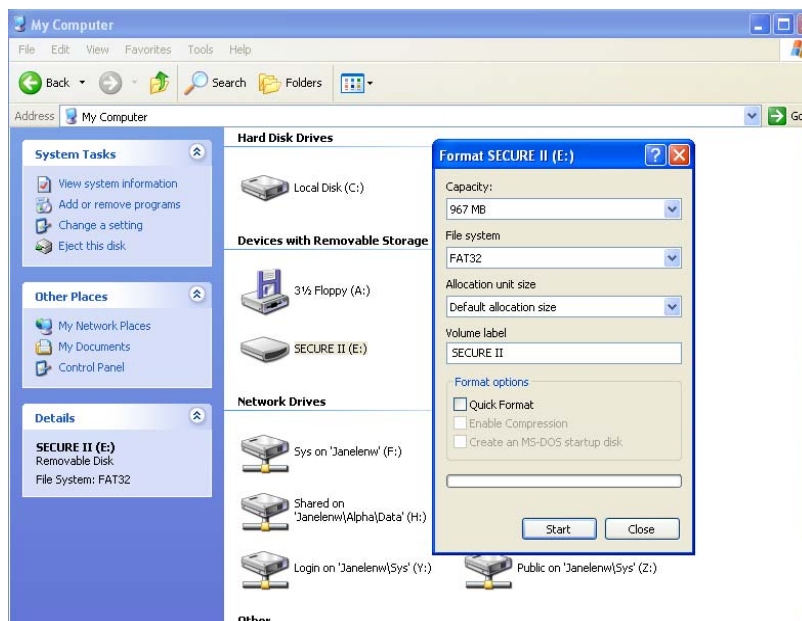 My Computer
File Edit View Favorites Tools Help
Back Search Folders
Address My Computer Go
System Tasks
View system information
Add or remove programs
Change a setting
Eject this disk
Other Places
My Network Places
My Documents
Control Panel
Details
SECURE II (E:)
Removable Disk
File System: FAT32
Hard Disk Drives
Local Disk (C:)
Devices with Removable Storage
3½ Floppy (A:)
SECURE II (E:)
Network Drives
Sys on 'Janelenw' (F:)
Shared on
'Janelenw\Alpha\Data' (H:)
Login on 'Janelenw\Sys' (Y:)
Public on 'Janelenw\Sys' (Z:)
Other
Format SECURE II (E:)
Capacity:
967 MB
File system
FAT32
Allocation unit size
Default allocation size
Volume label
SECURE II
Format options
Quick Format
Enable Compression
Create an MS-DOS startup disk
Start Close